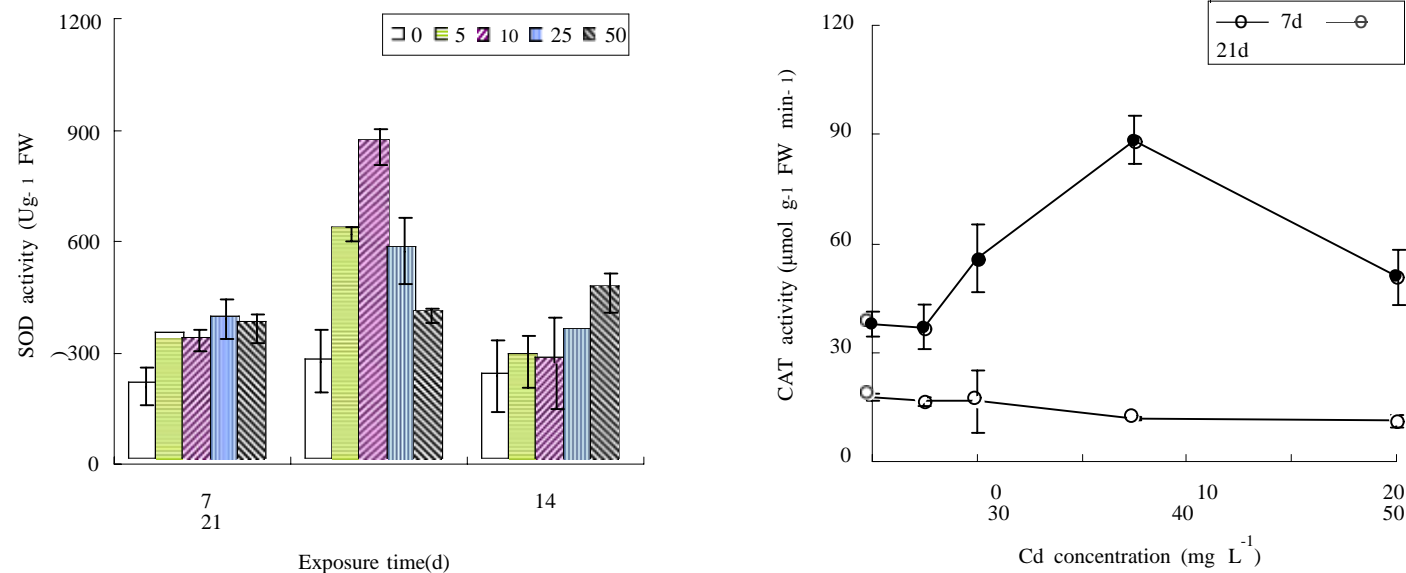 1200
900
600
300
0
SOD activity (Ug-1 FW
)
0 5 10 25 50
7
14
21
Exposure time(d)
120
90
60
30
0
CAT activity (μmol g-1 FW min-1)
7d
21d
0 10 20
30 40 50
Cd concentration (mg L-1)